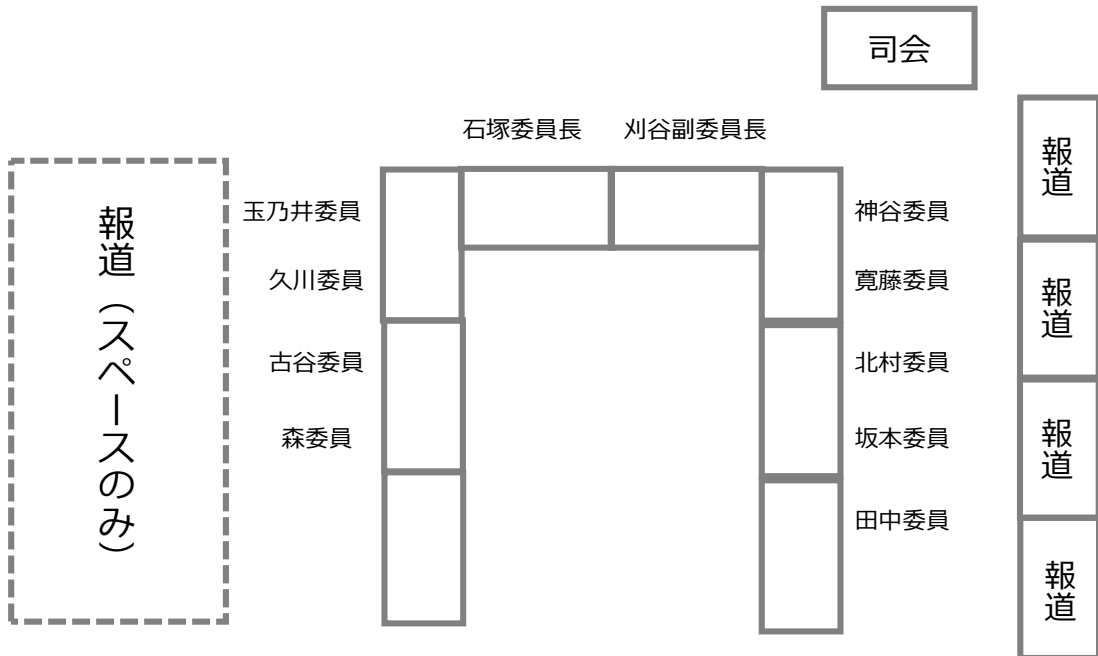 司会
石塚委員長 刈谷副委員長
玉乃井委員
久川委員
古谷委員
森委員
神谷委員
寛藤委員
北村委員
坂本委員
田中委員
報道（スペースのみ）
報道
報道
報道
報道